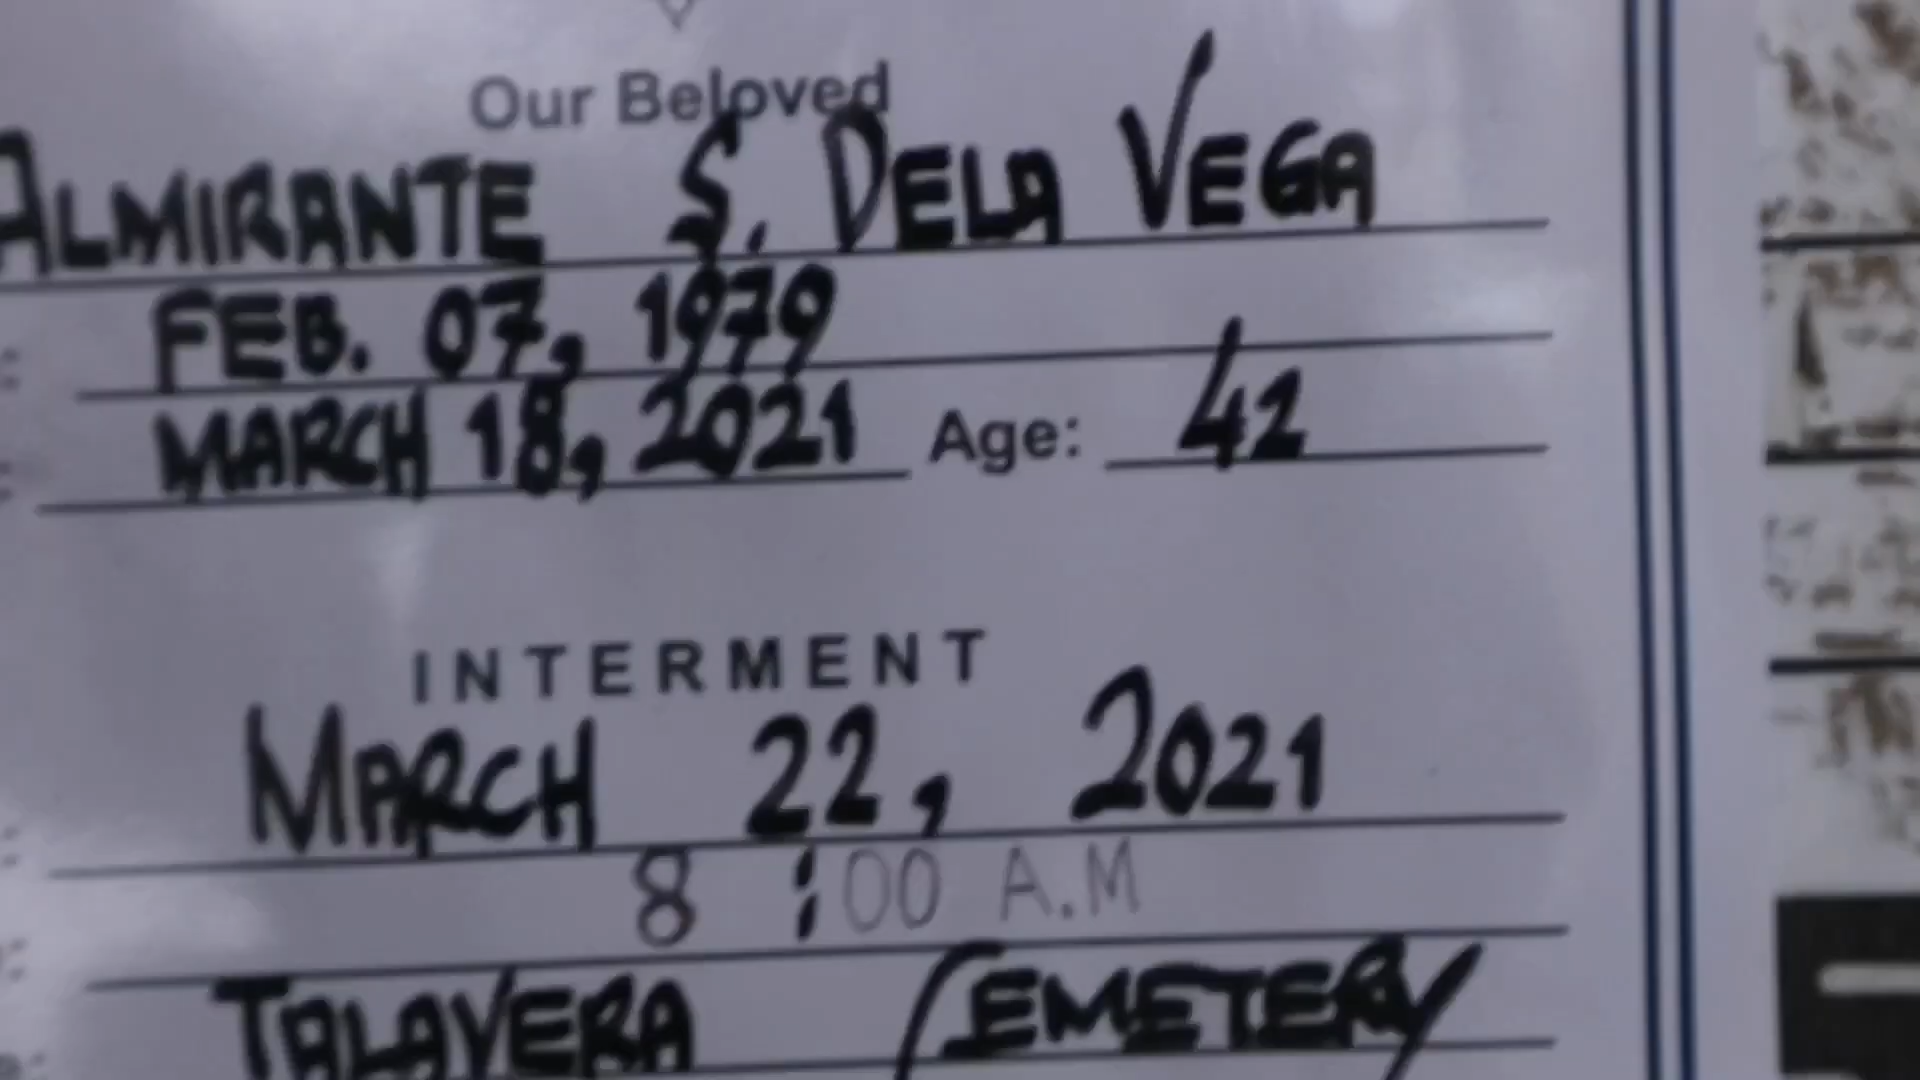 Our Beloved
ALMIRANTE S. DELA VEGA
FEB. 07, 1979
MARCH 18, 2021 Age: 42
INTERMENT
MARCH 22, 2021
8:00 A.M
TALAVERA CEMETERY